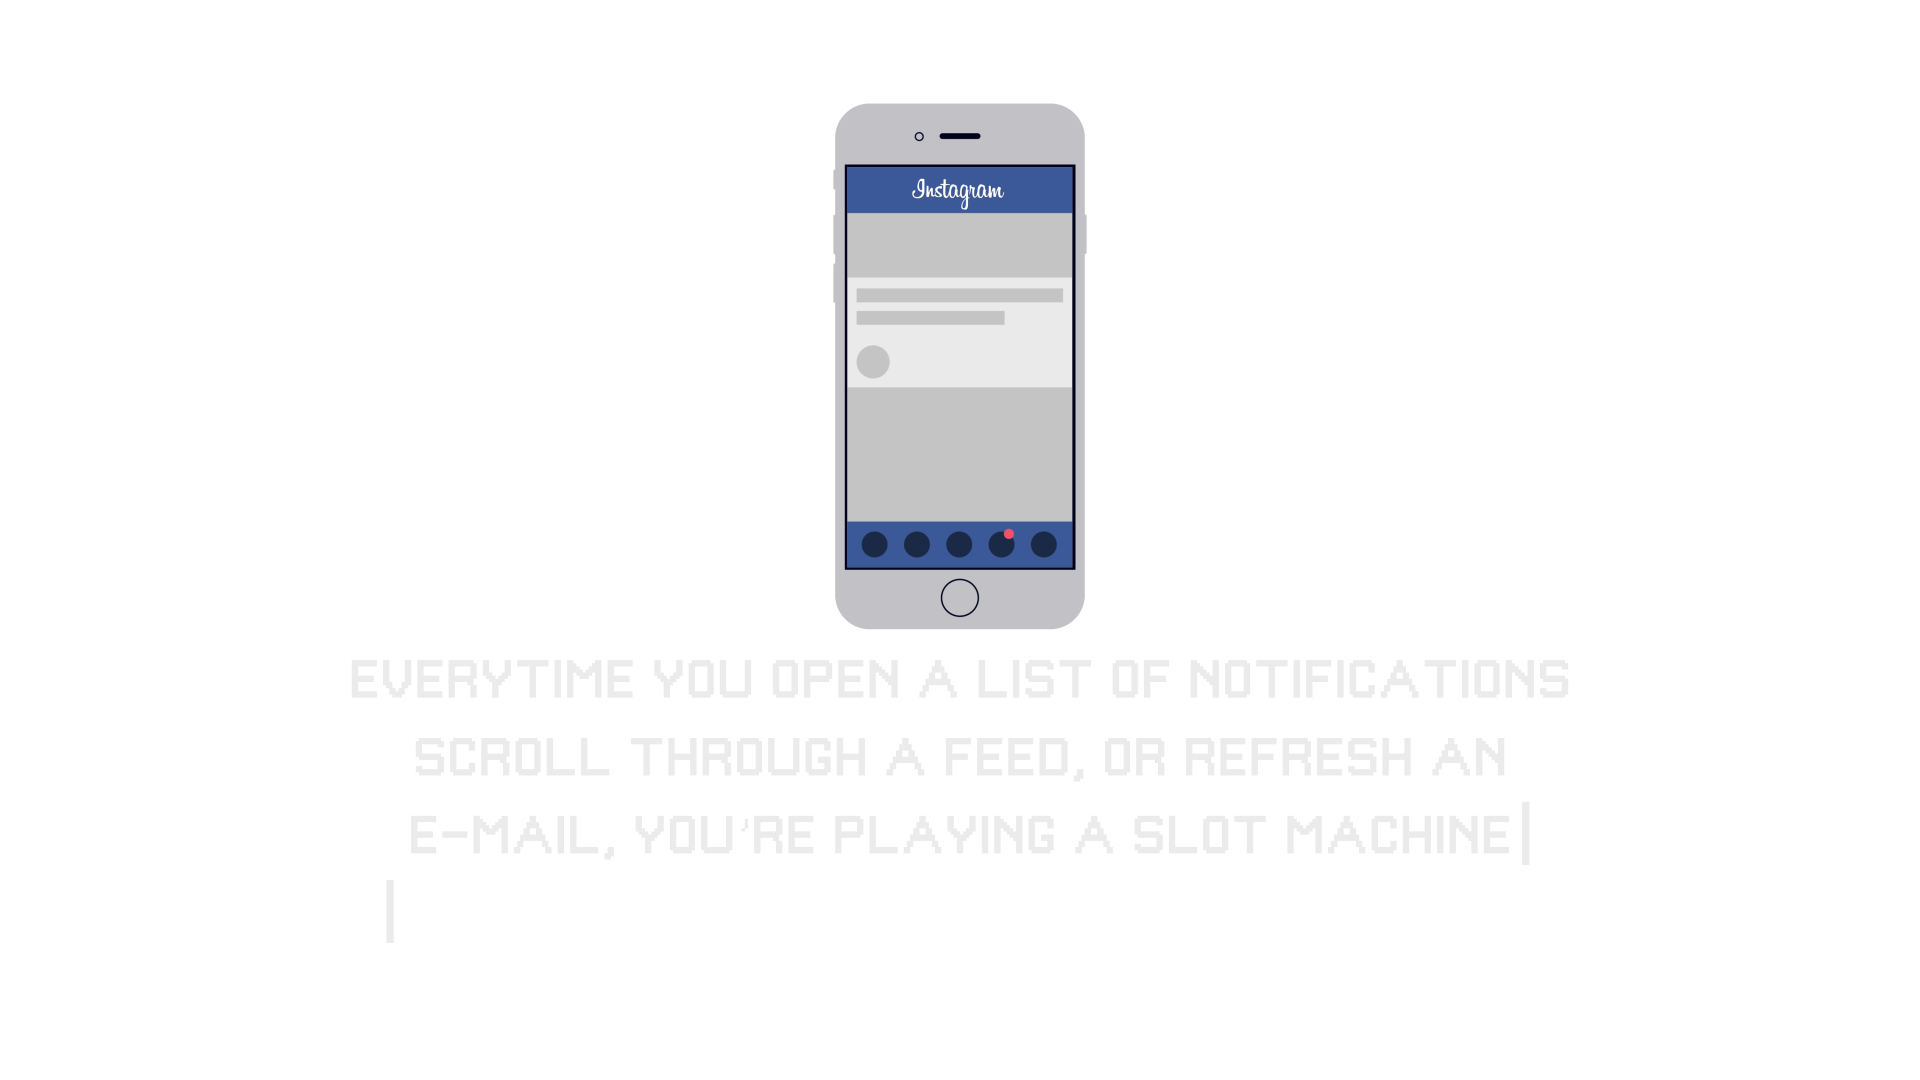 Instagram
EVERYTIME YOU OPEN A LIST OF NOTIFICATIONS
SCROLL THROUGH A FEED, OR REFRESH AN
E-MAIL, YOU'RE PLAYING A SLOT MACHINE|
|